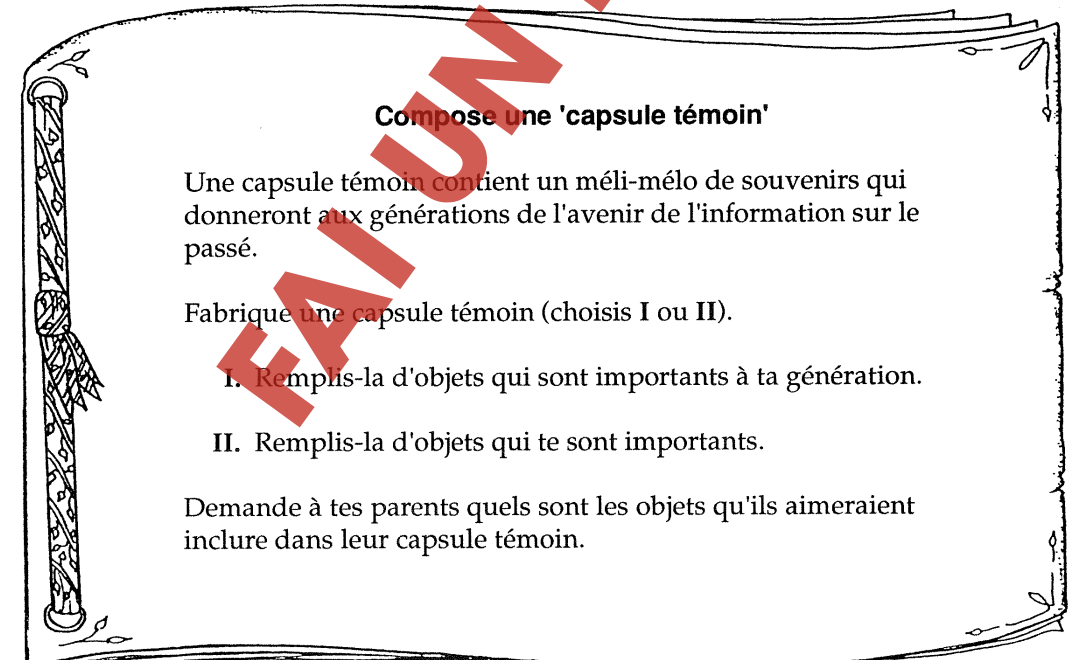 Compose une 'capsule témoin'
Une capsule témoin contient un méli-mélo de souvenirs qui
donneront aux générations de l'avenir de l'information sur le
passé.
Fabrique une capsule témoin (choisis I ou II).
I. Remplis-la d'objets qui sont importants à ta génération.
II. Remplis-la d'objets qui te sont importants.
Demande à tes parents quels sont les objets qu'ils aimeraient
inclure dans leur capsule témoin.
FAI UN